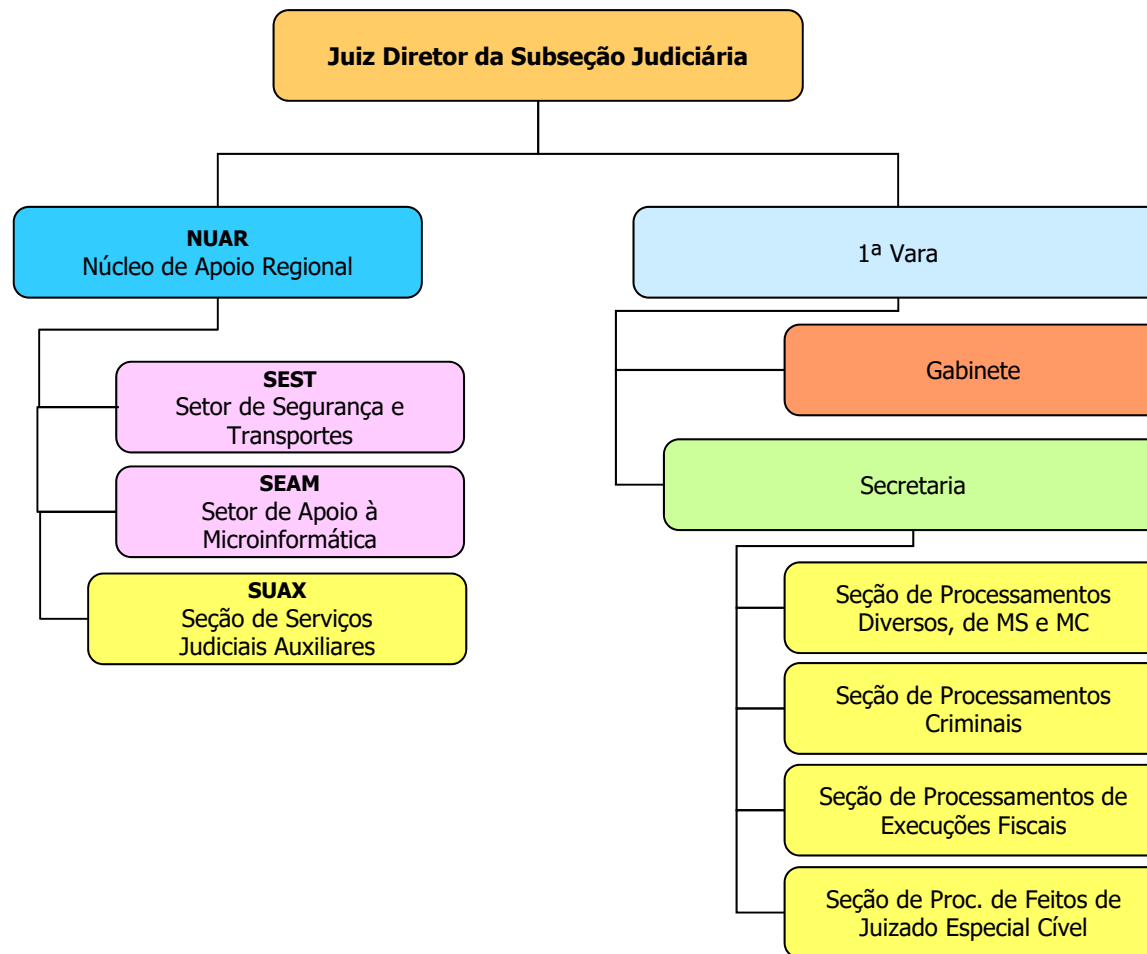 Juiz Diretor da Subseção Judiciária
NUAR
Núcleo de Apoio Regional
SEST
Setor de Segurança e
Transportes
SEAM
Setor de Apoio à
Microinformática
SUAX
Seção de Serviços
Judiciais Auxiliares
1ª Vara
Gabinete
Secretaria
Seção de Processamentos
Diversos, de MS e MC
Seção de Processamentos
Criminais
Seção de Processamentos de
Execuções Fiscais
Seção de Proc. de Feitos de
Juizado Especial Cível